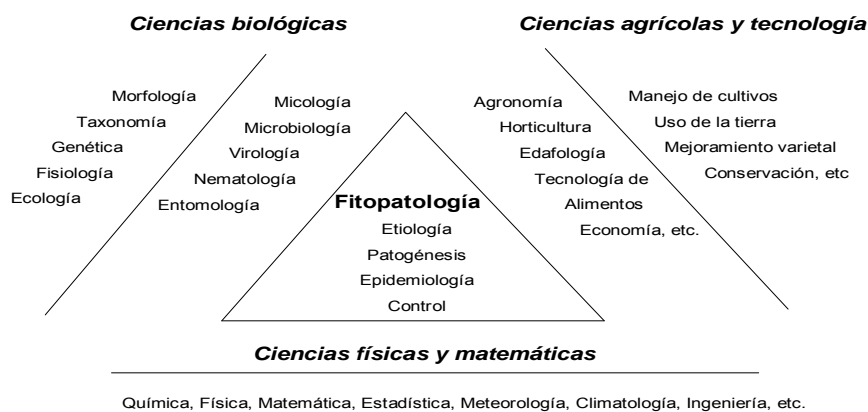 Ciencias biológicas
Ciencias agrícolas y tecnología
Morfología
Taxonomía
Genética
Fisiología
Ecología
Micología
Microbiología
Virología
Nematología
Entomología
Fitopatología
Etiología
Patogénesis
Epidemiología
Control
Agronomía
Horticultura
Edafología
Tecnología de
Alimentos
Economía, etc.
Manejo de cultivos
Uso de la tierra
Mejoramiento varietal
Conservación, etc
Ciencias físicas y matemáticas
Química, Física, Matemática, Estadística, Meteorología, Climatología, Ingeniería, etc.